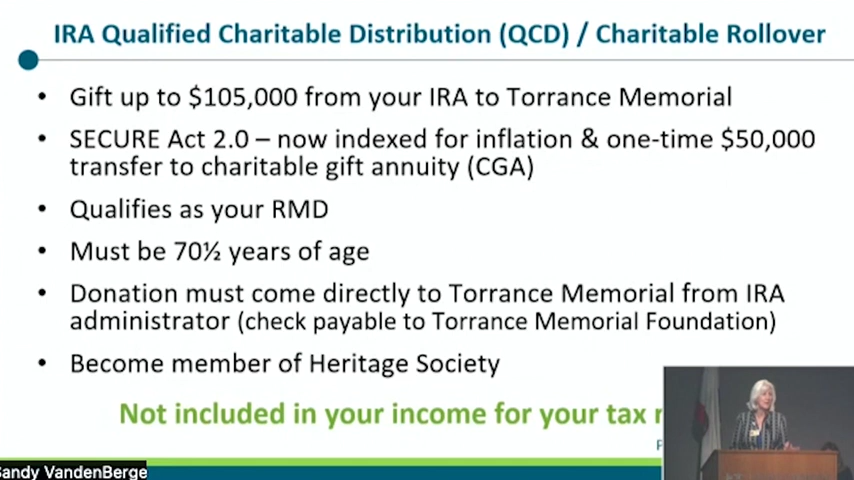 IRA Qualified Charitable Distribution (QCD) / Charitable Rollover
• Gift up to $105,000 from your IRA to Torrance Memorial
• SECURE Act 2.0 – now indexed for inflation & one-time $50,000
transfer to charitable gift annuity (CGA)
• Qualifies as your RMD
• Must be 70½ years of age
• Donation must come directly to Torrance Memorial from IRA
administrator (check payable to Torrance Memorial Foundation)
• Become member of Heritage Society
Not included in your income for your tax
Sandy VandenBerge